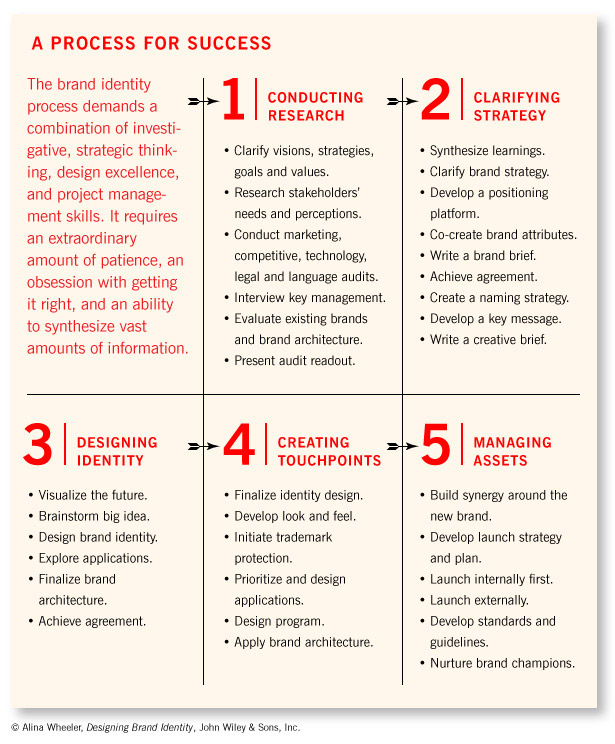 A PROCESS FOR SUCCESS
The brand identity
process demands a
combination of investi-
gative, strategic think-
ing, design excellence,
and project manage-
ment skills. It requires
an extraordinary
amount of patience, an
obsession with getting
it right, and an ability
to synthesize vast
amounts of information.
1
CONDUCTING
RESEARCH
• Clarify visions, strategies,
goals and values.
• Research stakeholders’
needs and perceptions.
• Conduct marketing,
competitive, technology,
legal and language audits.
• Interview key management.
• Evaluate existing brands
and brand architecture.
• Present audit readout.
2
CLARIFYING
STRATEGY
• Synthesize learnings.
• Clarify brand strategy.
• Develop a positioning
platform.
• Co-create brand attributes.
• Write a brand brief.
• Achieve agreement.
• Create a naming strategy.
• Develop a key message.
• Write a creative brief.
3
DESIGNING
IDENTITY
• Visualize the future.
• Brainstorm big idea.
• Design brand identity.
• Explore applications.
• Finalize brand
architecture.
• Achieve agreement.
4
CREATING
TOUCHPOINTS
• Finalize identity design.
• Develop look and feel.
• Initiate trademark
protection.
• Prioritize and design
applications.
• Design program.
• Apply brand architecture.
5
MANAGING
ASSETS
• Build synergy around the
new brand.
• Develop launch strategy
and plan.
• Launch internally first.
• Launch externally.
• Develop standards and
guidelines.
• Nurture brand champions.
© Alina Wheeler, Designing Brand Identity, John Wiley & Sons, Inc.